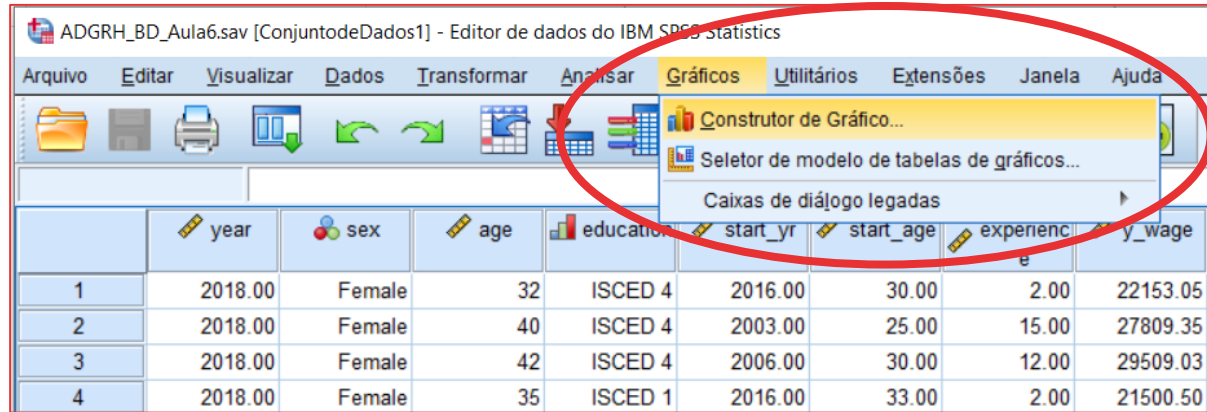 ADGRH_BD_Aula6.sav [ConjuntodeDados1] - Editor de dados do IBM SPSS Statistics
Arquivo Editar Visualizar Dados Transformar Analisar Gráficos Utilitários Extensões Janela Ajuda
Construtor de Gráfico...
Seletor de modelo de tabelas de gráficos...
Caixas de diálogo legadas
year sex age education start_yr start_age experienc
e y_wage
1 2018.00 Female 32 ISCED 4 2016.00 30.00 2.00 22153.05
2 2018.00 Female 40 ISCED 4 2003.00 25.00 15.00 27809.35
3 2018.00 Female 42 ISCED 4 2006.00 30.00 12.00 29509.03
4 2018.00 Female 35 ISCED 1 2016.00 33.00 2.00 21500.50